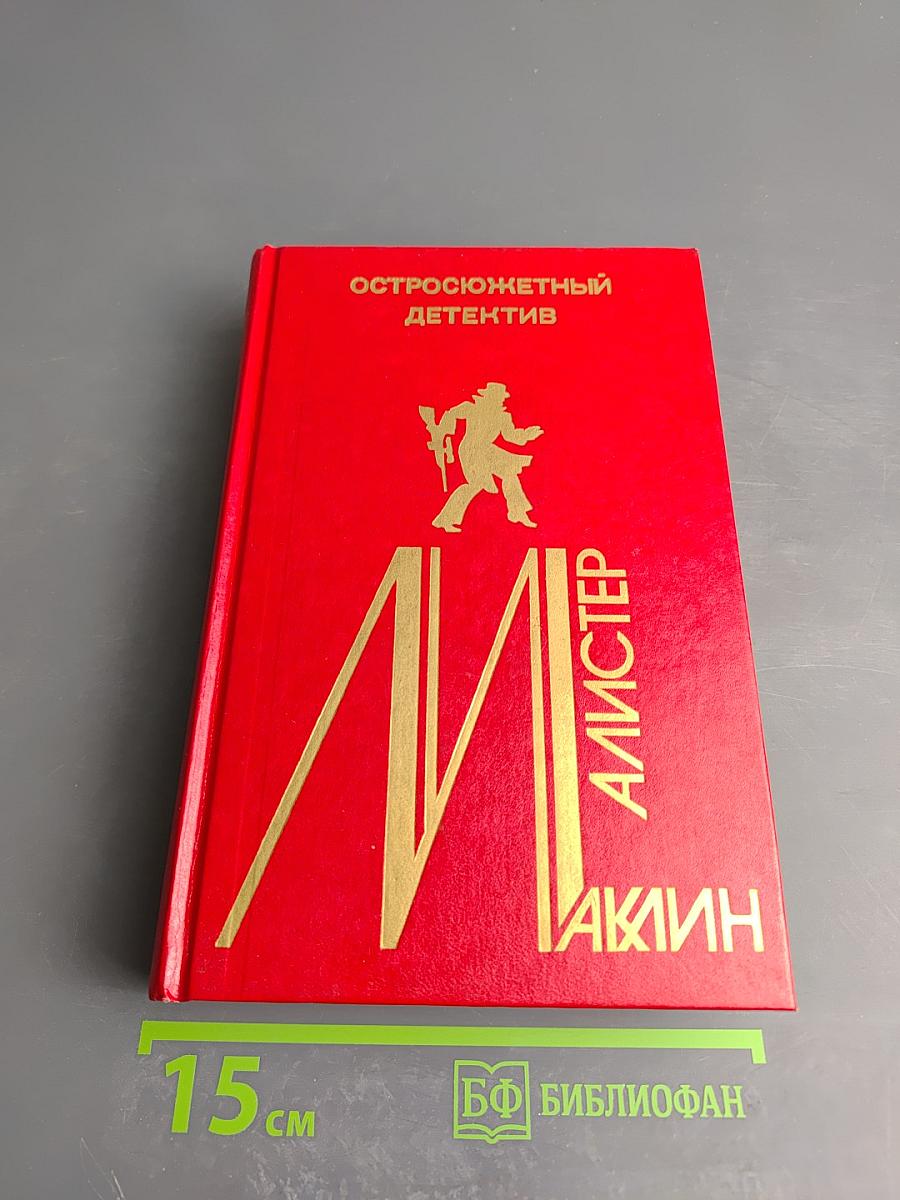 ОСТРОСЮЖЕТНЫЙ
ДЕТЕКТИВ
АЛИСТЕР
МАКЛИН
15 см
БФ БИБЛИОФАН